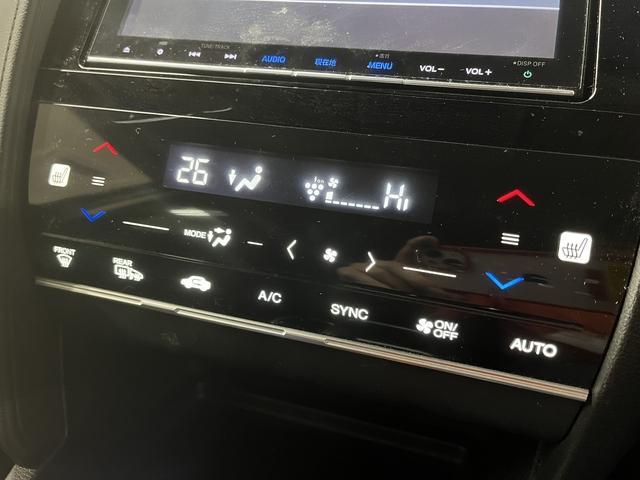 TUNE/TRACK
AUDIO
現在地
MENU
VOL−
VOL+
DISP OFF
26
Hi
MODE
FRONT
REAR
A/C
SYNC
ON/
OFF
AUTO